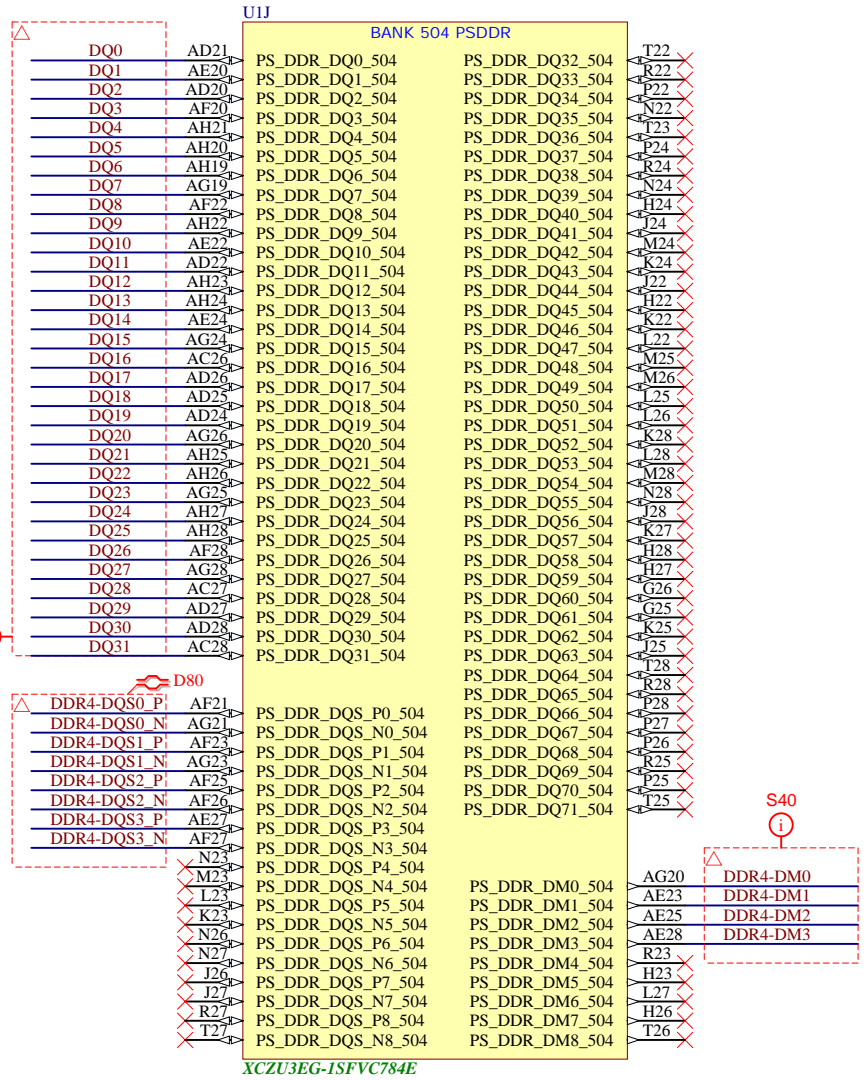 U1J
BANK 504 PSDDR
DQ0 AD21 PS_DDR_DQ0_504 PS_DDR_DQ32_504 T22
DQ1 AE20 PS_DDR_DQ1_504 PS_DDR_DQ33_504 R22
DQ2 AD20 PS_DDR_DQ2_504 PS_DDR_DQ34_504 P22
DQ3 AF20 PS_DDR_DQ3_504 PS_DDR_DQ35_504 N22
DQ4 AH21 PS_DDR_DQ4_504 PS_DDR_DQ36_504 T23
DQ5 AH20 PS_DDR_DQ5_504 PS_DDR_DQ37_504 P24
DQ6 AH19 PS_DDR_DQ6_504 PS_DDR_DQ38_504 R24
DQ7 AG19 PS_DDR_DQ7_504 PS_DDR_DQ39_504 N24
DQ8 AF22 PS_DDR_DQ8_504 PS_DDR_DQ40_504 H24
DQ9 AH22 PS_DDR_DQ9_504 PS_DDR_DQ41_504 J24
DQ10 AE22 PS_DDR_DQ10_504 PS_DDR_DQ42_504 M24
DQ11 AD22 PS_DDR_DQ11_504 PS_DDR_DQ43_504 K24
DQ12 AH23 PS_DDR_DQ12_504 PS_DDR_DQ44_504 J22
DQ13 AH24 PS_DDR_DQ13_504 PS_DDR_DQ45_504 H22
DQ14 AE24 PS_DDR_DQ14_504 PS_DDR_DQ46_504 K22
DQ15 AG24 PS_DDR_DQ15_504 PS_DDR_DQ47_504 L22
DQ16 AC26 PS_DDR_DQ16_504 PS_DDR_DQ48_504 M25
DQ17 AD26 PS_DDR_DQ17_504 PS_DDR_DQ49_504 M26
DQ18 AD25 PS_DDR_DQ18_504 PS_DDR_DQ50_504 L25
DQ19 AD24 PS_DDR_DQ19_504 PS_DDR_DQ51_504 L26
DQ20 AG26 PS_DDR_DQ20_504 PS_DDR_DQ52_504 K28
DQ21 AH25 PS_DDR_DQ21_504 PS_DDR_DQ53_504 L28
DQ22 AH26 PS_DDR_DQ22_504 PS_DDR_DQ54_504 M28
DQ23 AG25 PS_DDR_DQ23_504 PS_DDR_DQ55_504 N28
DQ24 AH27 PS_DDR_DQ24_504 PS_DDR_DQ56_504 J28
DQ25 AH28 PS_DDR_DQ25_504 PS_DDR_DQ57_504 K27
DQ26 AF28 PS_DDR_DQ26_504 PS_DDR_DQ58_504 H28
DQ27 AG28 PS_DDR_DQ27_504 PS_DDR_DQ59_504 H27
DQ28 AC27 PS_DDR_DQ28_504 PS_DDR_DQ60_504 G26
DQ29 AD27 PS_DDR_DQ29_504 PS_DDR_DQ61_504 G25
DQ30 AD28 PS_DDR_DQ30_504 PS_DDR_DQ62_504 K25
DQ31 AC28 PS_DDR_DQ31_504 PS_DDR_DQ63_504 J25
PS_DDR_DQ64_504 T28
D80 PS_DDR_DQ65_504 R28
DDR4-DQS0_P AF21 PS_DDR_DQS_P0_504 PS_DDR_DQ66_504 P28
DDR4-DQS0_N AG21 PS_DDR_DQS_N0_504 PS_DDR_DQ67_504 P27
DDR4-DQS1_P AF23 PS_DDR_DQS_P1_504 PS_DDR_DQ68_504 P26
DDR4-DQS1_N AG23 PS_DDR_DQS_N1_504 PS_DDR_DQ69_504 R25
DDR4-DQS2_P AF25 PS_DDR_DQS_P2_504 PS_DDR_DQ70_504 P25
DDR4-DQS2_N AF26 PS_DDR_DQS_N2_504 PS_DDR_DQ71_504 T25
DDR4-DQS3_P AE27 PS_DDR_DQS_P3_504 S40
DDR4-DQS3_N AF27 PS_DDR_DQS_N3_504 i
N23 PS_DDR_DQS_P4_504
M23 PS_DDR_DQS_N4_504 PS_DDR_DM0_504 AG20 DDR4-DM0
L23 PS_DDR_DQS_P5_504 PS_DDR_DM1_504 AE23 DDR4-DM1
K23 PS_DDR_DQS_N5_504 PS_DDR_DM2_504 AE25 DDR4-DM2
N26 PS_DDR_DQS_P6_504 PS_DDR_DM3_504 AE28 DDR4-DM3
N27 PS_DDR_DQS_N6_504 PS_DDR_DM4_504 R23
J26 PS_DDR_DQS_P7_504 PS_DDR_DM5_504 H23
J27 PS_DDR_DQS_N7_504 PS_DDR_DM6_504 L27
R27 PS_DDR_DQS_P8_504 PS_DDR_DM7_504 H26
T27 PS_DDR_DQS_N8_504 PS_DDR_DM8_504 T26
XCZU3EG-1SFVC784E